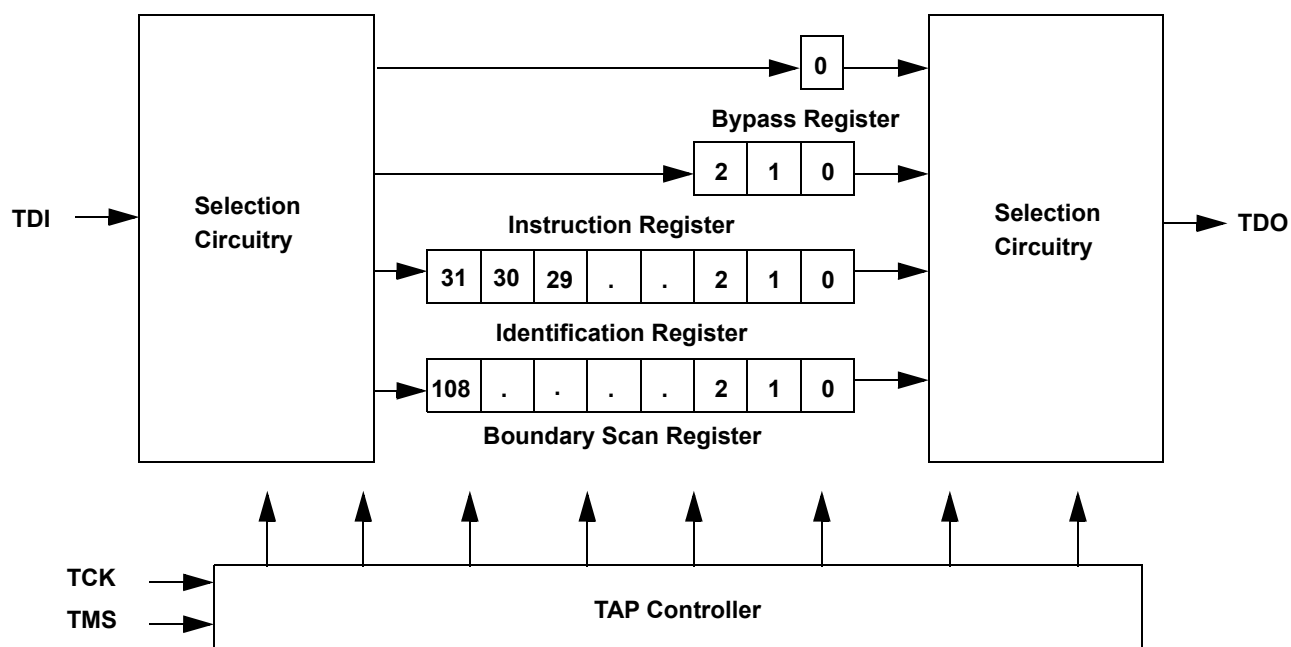 0
Bypass Register
2 1 0
TDI
Selection
Circuitry
Selection
Circuitry
TDO
Instruction Register
31 30 29 . . 2 1 0
Identification Register
108 . . . . 2 1 0
Boundary Scan Register
TCK
TMS
TAP Controller